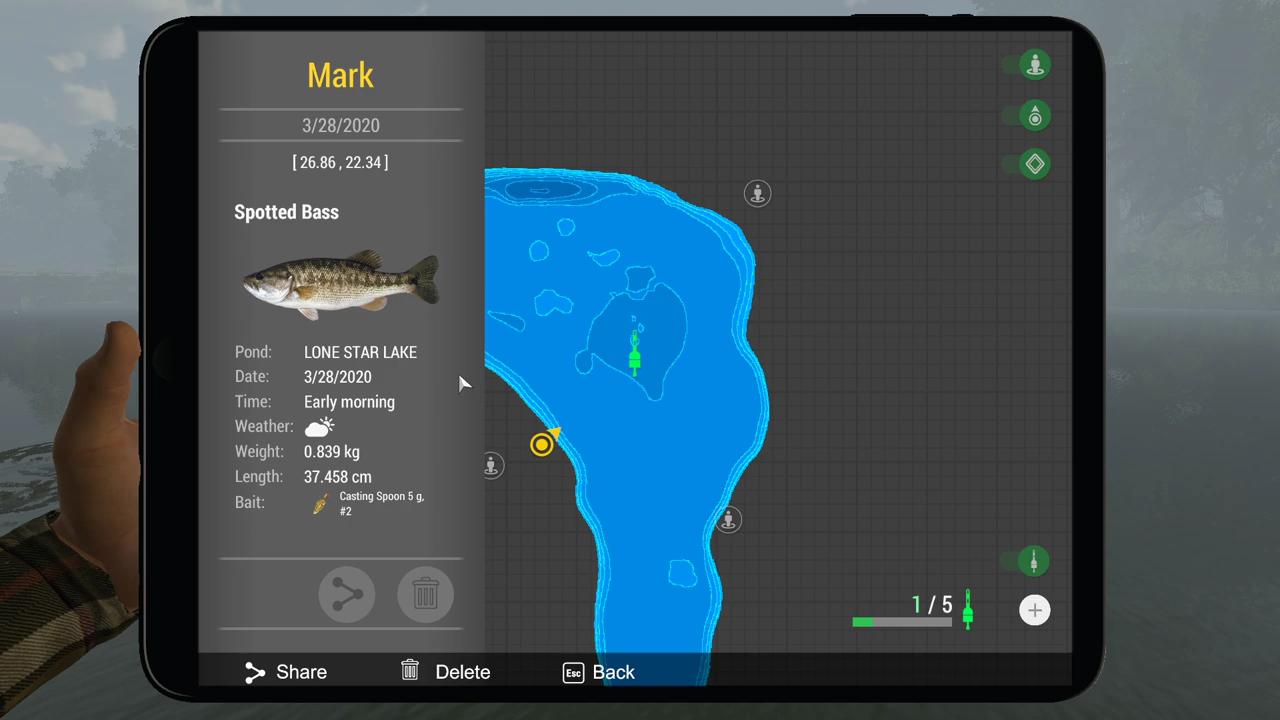 Mark
3/28/2020
[ 26.86 , 22.34 ]
Spotted Bass
Pond: LONE STAR LAKE
Date: 3/28/2020
Time: Early morning
Weather:
Weight: 0.839 kg
Length: 37.458 cm
Bait: Casting Spoon 5 g,
#2
1 / 5
Share
Delete
Esc Back